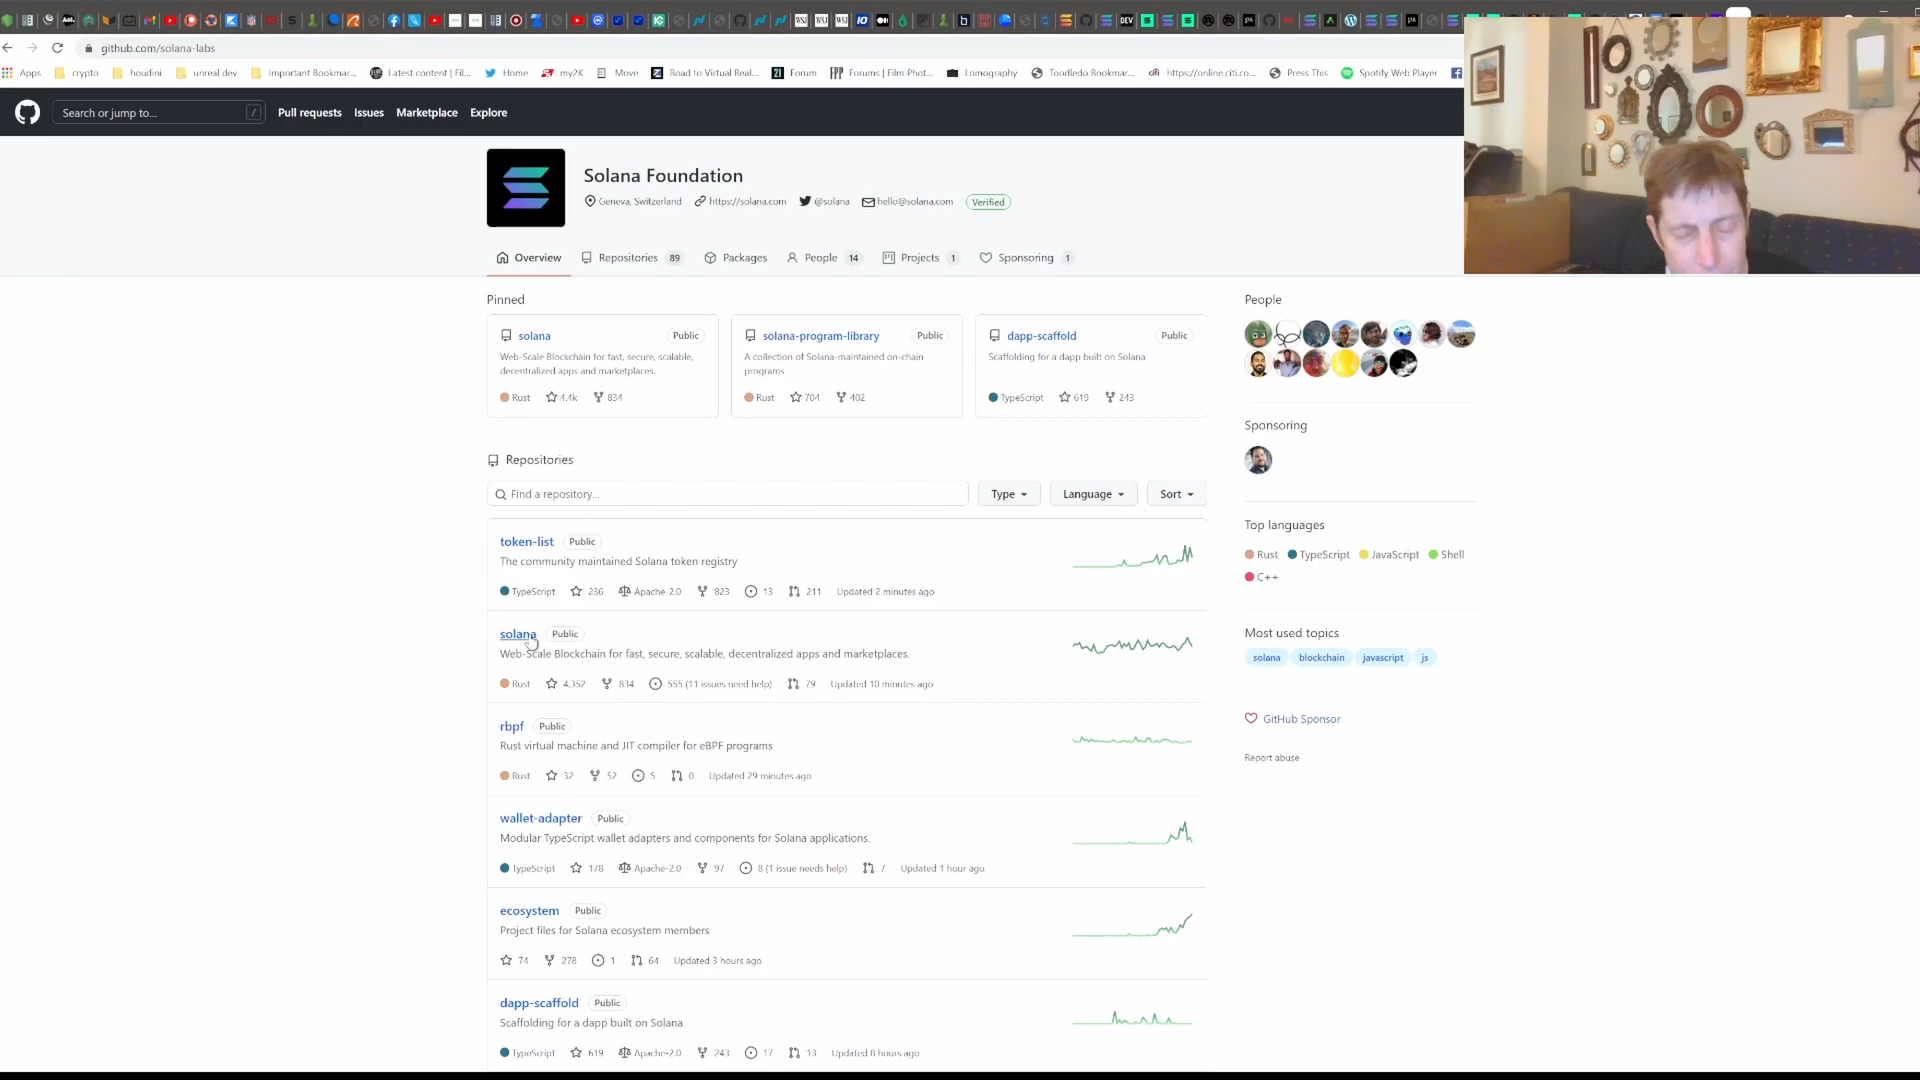 github.com/solana-labs
Apps
crypto
houdini
unreal dev
Important Bookmar...
Latest content | Fil...
Home
my2K
Move
Road to Virtual Real...
Forum
Forums | Film Phot...
Lomography
Toodledo Bookmar...
https://online.citi.co...
Press This
Spotify Web Player
Search or jump to...
/
Pull requests
Issues
Marketplace
Explore
Solana Foundation
Geneva, Switzerland
https://solana.com
@solana
hello@solana.com
Verified
Overview
Repositories 89
Packages
People 14
Projects 1
Sponsoring 1
Pinned
solana
Public
Web-Scale Blockchain for fast, secure, scalable,
decentralized apps and marketplaces.
Rust 4.4k 834
solana-program-library
Public
A collection of Solana-maintained on-chain
programs
Rust 704 402
dapp-scaffold
Public
Scaffolding for a dapp built on Solana
TypeScript 619 243
Repositories
Find a repository...
Type
Language
Sort
token-list Public
The community maintained Solana token registry
TypeScript 236 Apache-2.0 823 13 211 Updated 2 minutes ago
solana Public
Web-Scale Blockchain for fast, secure, scalable, decentralized apps and marketplaces.
Rust 4,352 834 555 (11 issues need help) 79 Updated 10 minutes ago
rbpf Public
Rust virtual machine and JIT compiler for eBPF programs
Rust 32 52 5 0 Updated 29 minutes ago
wallet-adapter Public
Modular TypeScript wallet adapters and components for Solana applications.
TypeScript 178 Apache-2.0 97 8 (1 issue needs help) 7 Updated 1 hour ago
ecosystem Public
Project files for Solana ecosystem members
74 278 1 64 Updated 3 hours ago
dapp-scaffold Public
Scaffolding for a dapp built on Solana
TypeScript 619 Apache-2.0 243 17 13 Updated 8 hours ago
People
Sponsoring
Top languages
Rust TypeScript JavaScript Shell
C++
Most used topics
solana blockchain javascript js
GitHub Sponsor
Report abuse